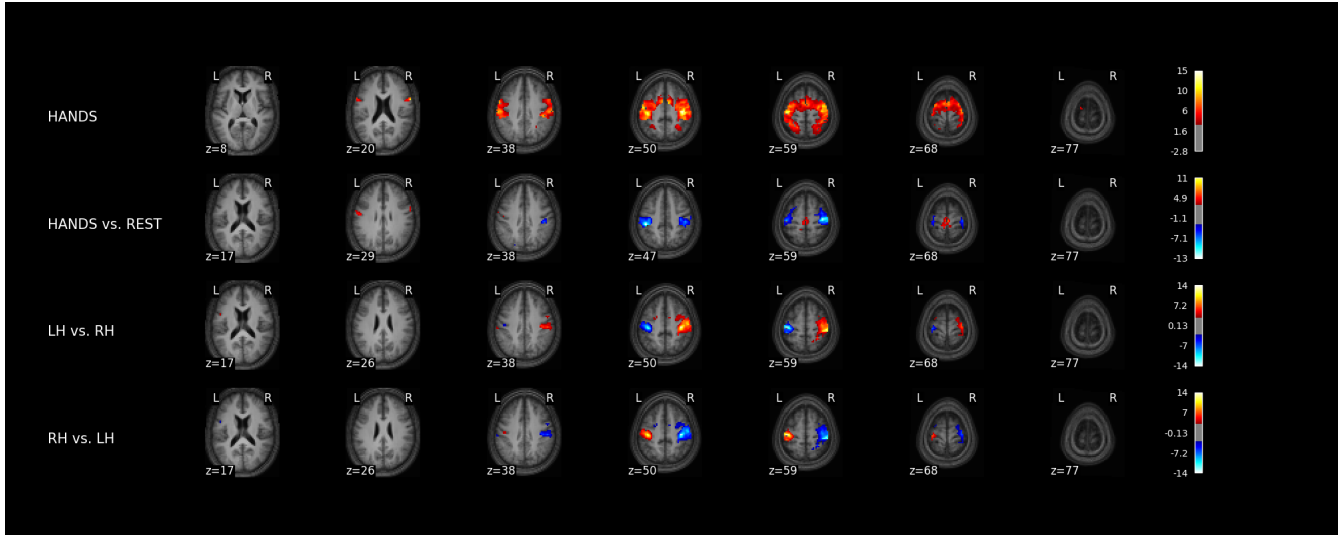 L R L R L R L R L R L R L R
HANDS
z=8 z=20 z=38 z=50 z=59 z=68 z=77
15
10
6
1.6
-2.8
L R L R L R L R L R L R L R
HANDS vs. REST
z=17 z=29 z=38 z=47 z=59 z=68 z=77
11
4.9
-1.1
-7.1
-13
L R L R L R L R L R L R L R
LH vs. RH
z=17 z=26 z=38 z=50 z=59 z=68 z=77
14
7.2
0.13
-7
-14
L R L R L R L R L R L R L R
RH vs. LH
z=17 z=26 z=38 z=50 z=59 z=68 z=77
14
7
-0.13
-7.2
-14